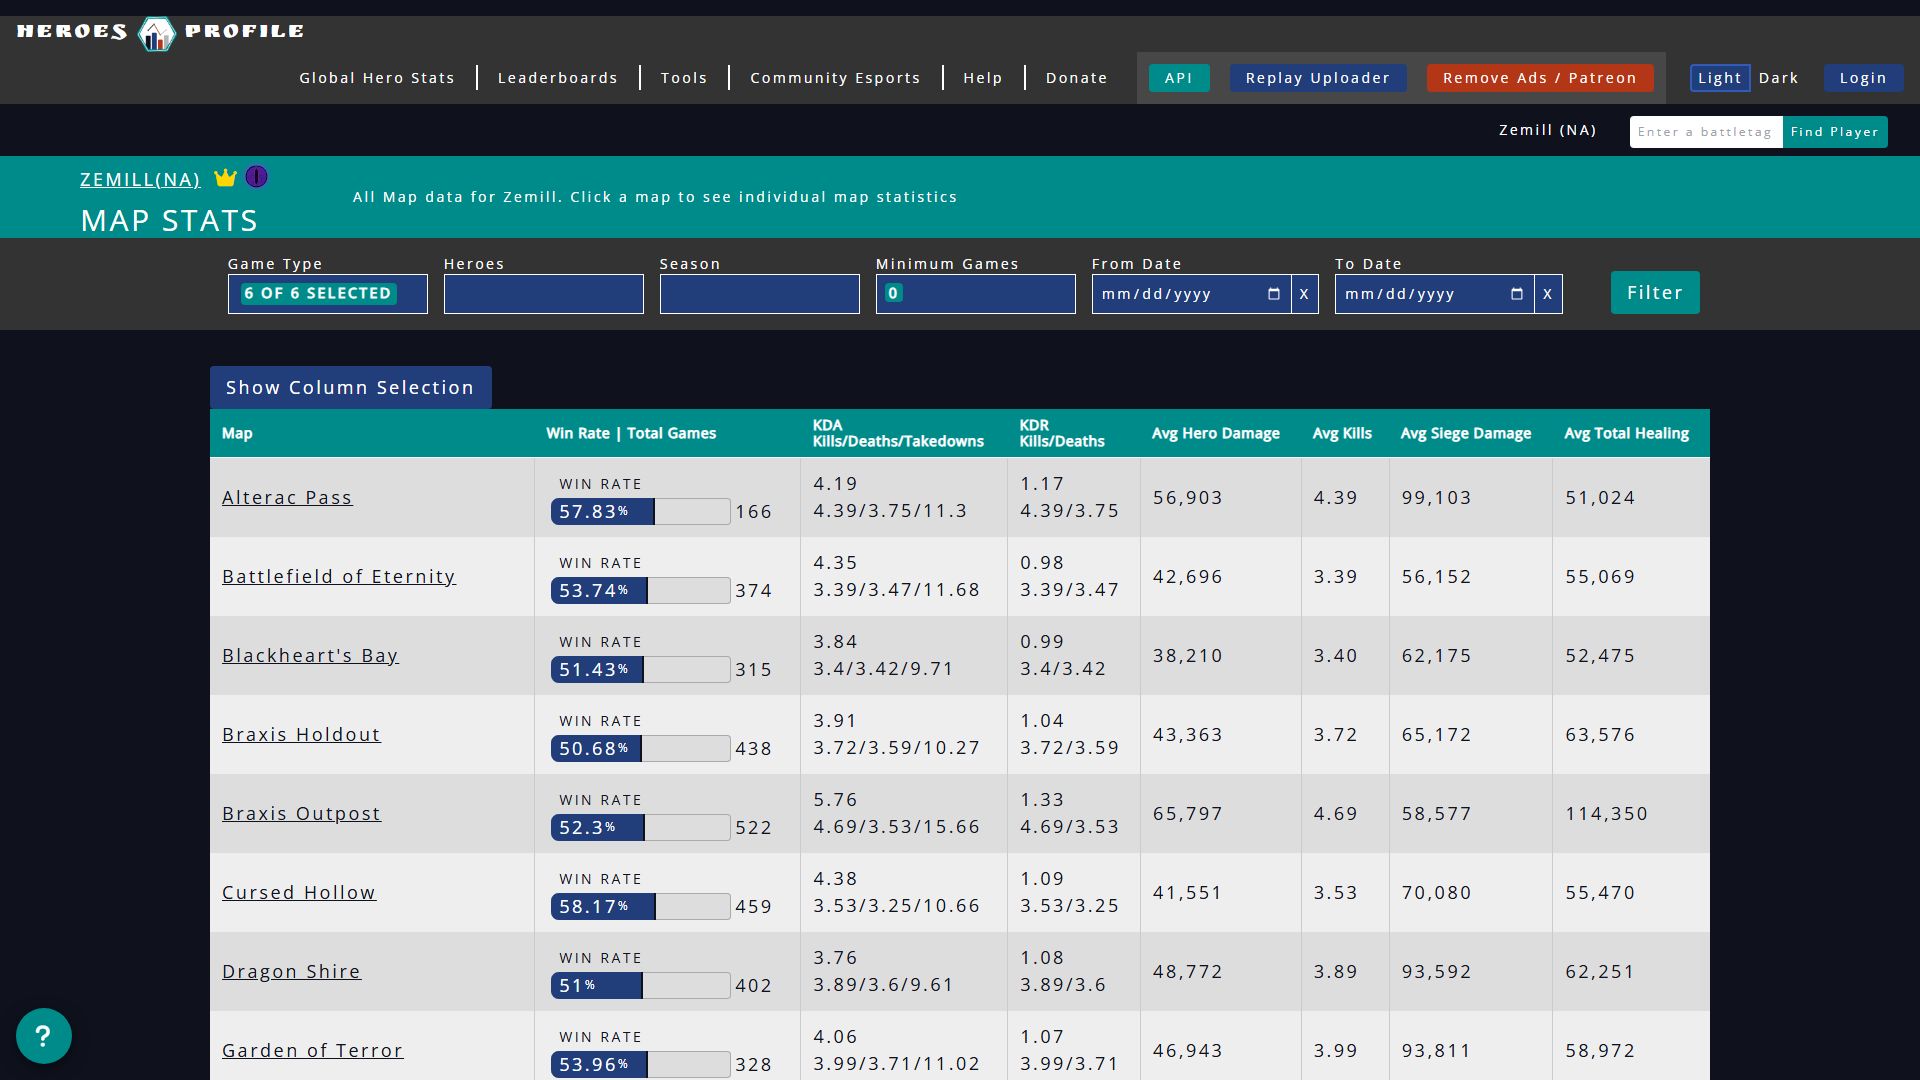 HEROES PROFILE
Global Hero Stats
Leaderboards
Tools
Community Esports
Help
Donate
API
Replay Uploader
Remove Ads / Patreon
Light
Dark
Login
Zemill (NA)
Enter a battletag
Find Player
ZEMILL(NA)
MAP STATS
All Map data for Zemill. Click a map to see individual map statistics
Game Type
6 OF 6 SELECTED
Heroes
Season
Minimum Games
0
From Date
mm/dd/yyyy
X
To Date
mm/dd/yyyy
X
Filter
Show Column Selection
Map
Win Rate | Total Games
KDA
Kills/Deaths/Takedowns
KDR
Kills/Deaths
Avg Hero Damage
Avg Kills
Avg Siege Damage
Avg Total Healing
Alterac Pass
WIN RATE
57.83%
166
4.19
4.39/3.75/11.3
1.17
4.39/3.75
56,903
4.39
99,103
51,024
Battlefield of Eternity
WIN RATE
53.74%
374
4.35
3.39/3.47/11.68
0.98
3.39/3.47
42,696
3.39
56,152
55,069
Blackheart's Bay
WIN RATE
51.43%
315
3.84
3.4/3.42/9.71
0.99
3.4/3.42
38,210
3.40
62,175
52,475
Braxis Holdout
WIN RATE
50.68%
438
3.91
3.72/3.59/10.27
1.04
3.72/3.59
43,363
3.72
65,172
63,576
Braxis Outpost
WIN RATE
52.3%
522
5.76
4.69/3.53/15.66
1.33
4.69/3.53
65,797
4.69
58,577
114,350
Cursed Hollow
WIN RATE
58.17%
459
4.38
3.53/3.25/10.66
1.09
3.53/3.25
41,551
3.53
70,080
55,470
Dragon Shire
WIN RATE
51%
402
3.76
3.89/3.6/9.61
1.08
3.89/3.6
48,772
3.89
93,592
62,251
Garden of Terror
WIN RATE
53.96%
328
4.06
3.99/3.71/11.02
1.07
3.99/3.71
46,943
3.99
93,811
58,972
?